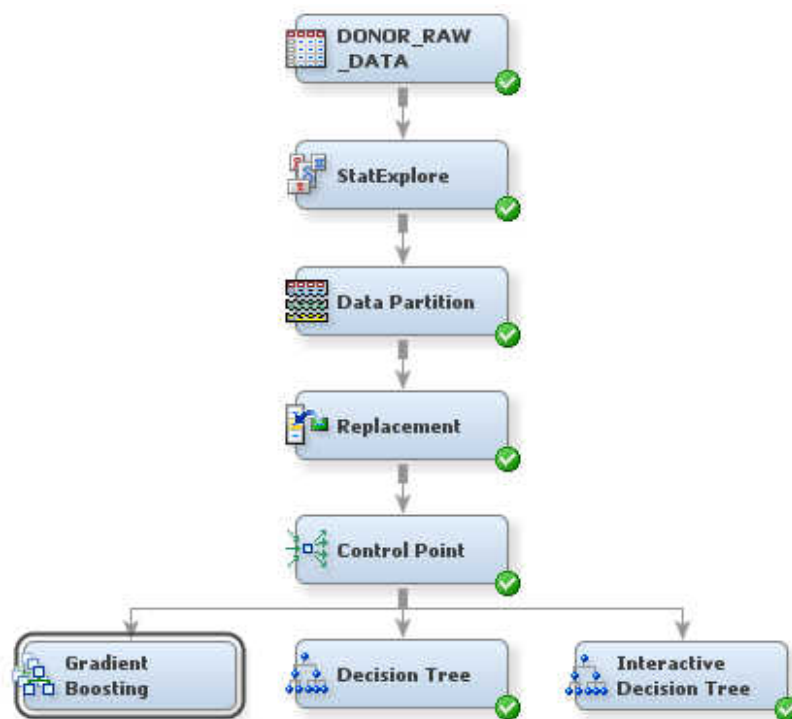 DONOR_RAW
_DATA
StatExplore
Data Partition
Replacement
Control Point
Gradient
Boosting
Decision Tree
Interactive
Decision Tree